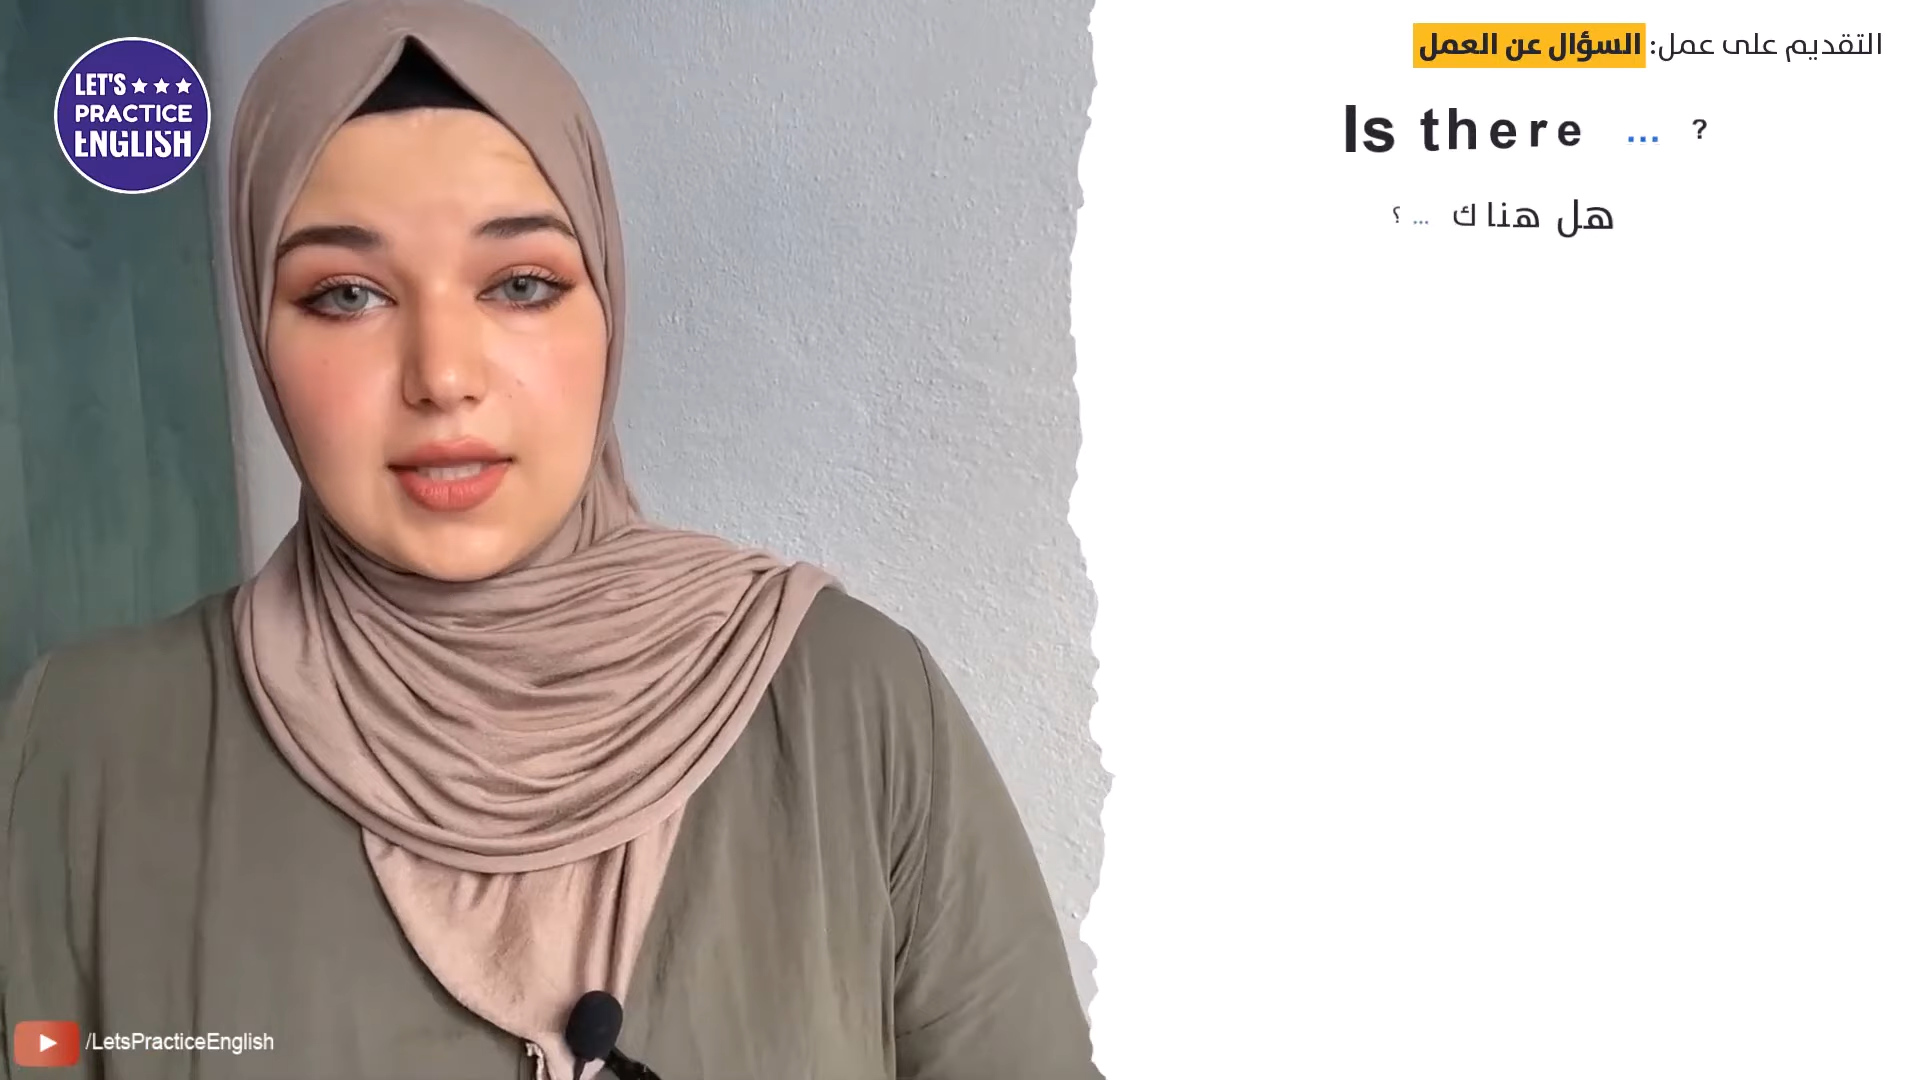 LET'S
PRACTICE
ENGLISH
التقديم على عمل: السؤال عن العمل
Is there ... ?
هل هناك ... ؟
/LetsPracticeEnglish